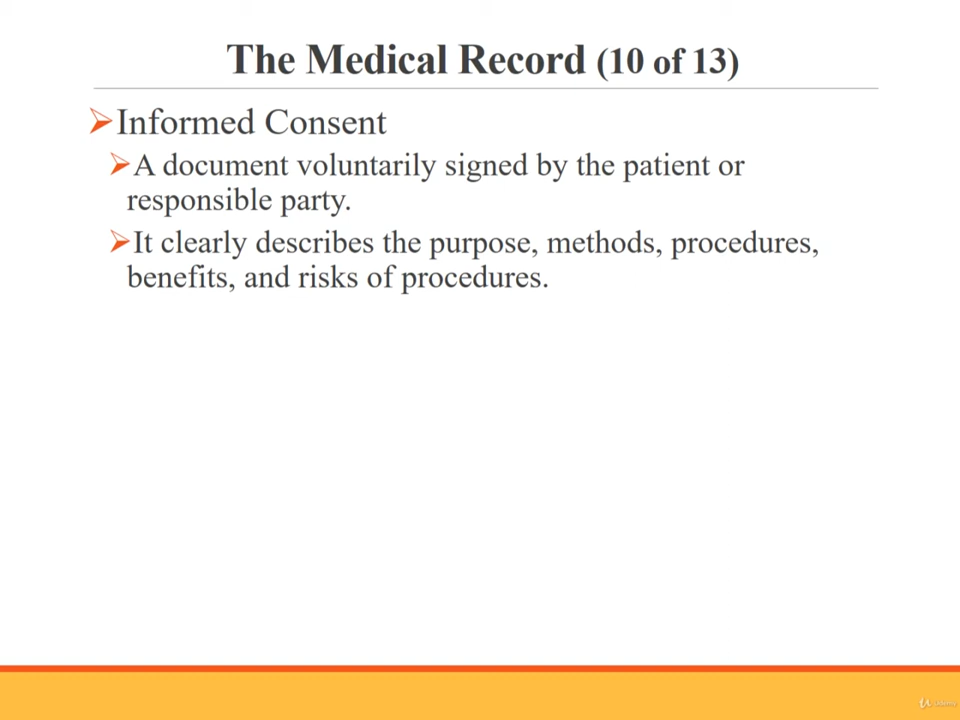 The Medical Record (10 of 13)
Informed Consent
A document voluntarily signed by the patient or
responsible party.
It clearly describes the purpose, methods, procedures,
benefits, and risks of procedures.
Udemy